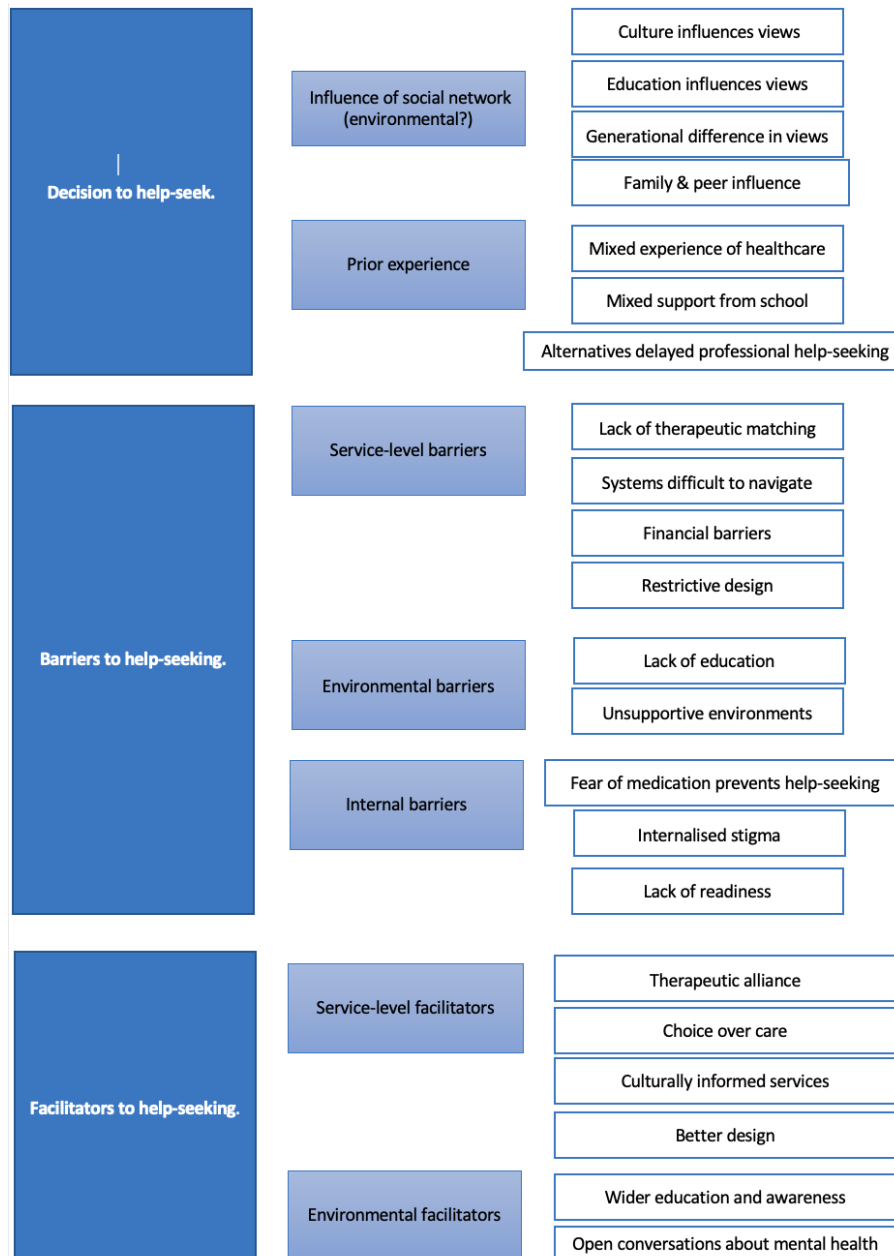 Decision to help-seek.
Influence of social network
(environmental?)
Culture influences views
Education influences views
Generational difference in views
Family & peer influence
Prior experience
Mixed experience of healthcare
Mixed support from school
Alternatives delayed professional help-seeking
Barriers to help-seeking.
Service-level barriers
Lack of therapeutic matching
Systems difficult to navigate
Financial barriers
Restrictive design
Environmental barriers
Lack of education
Unsupportive environments
Internal barriers
Fear of medication prevents help-seeking
Internalised stigma
Lack of readiness
Facilitators to help-seeking.
Service-level facilitators
Therapeutic alliance
Choice over care
Culturally informed services
Better design
Environmental facilitators
Wider education and awareness
Open conversations about mental health